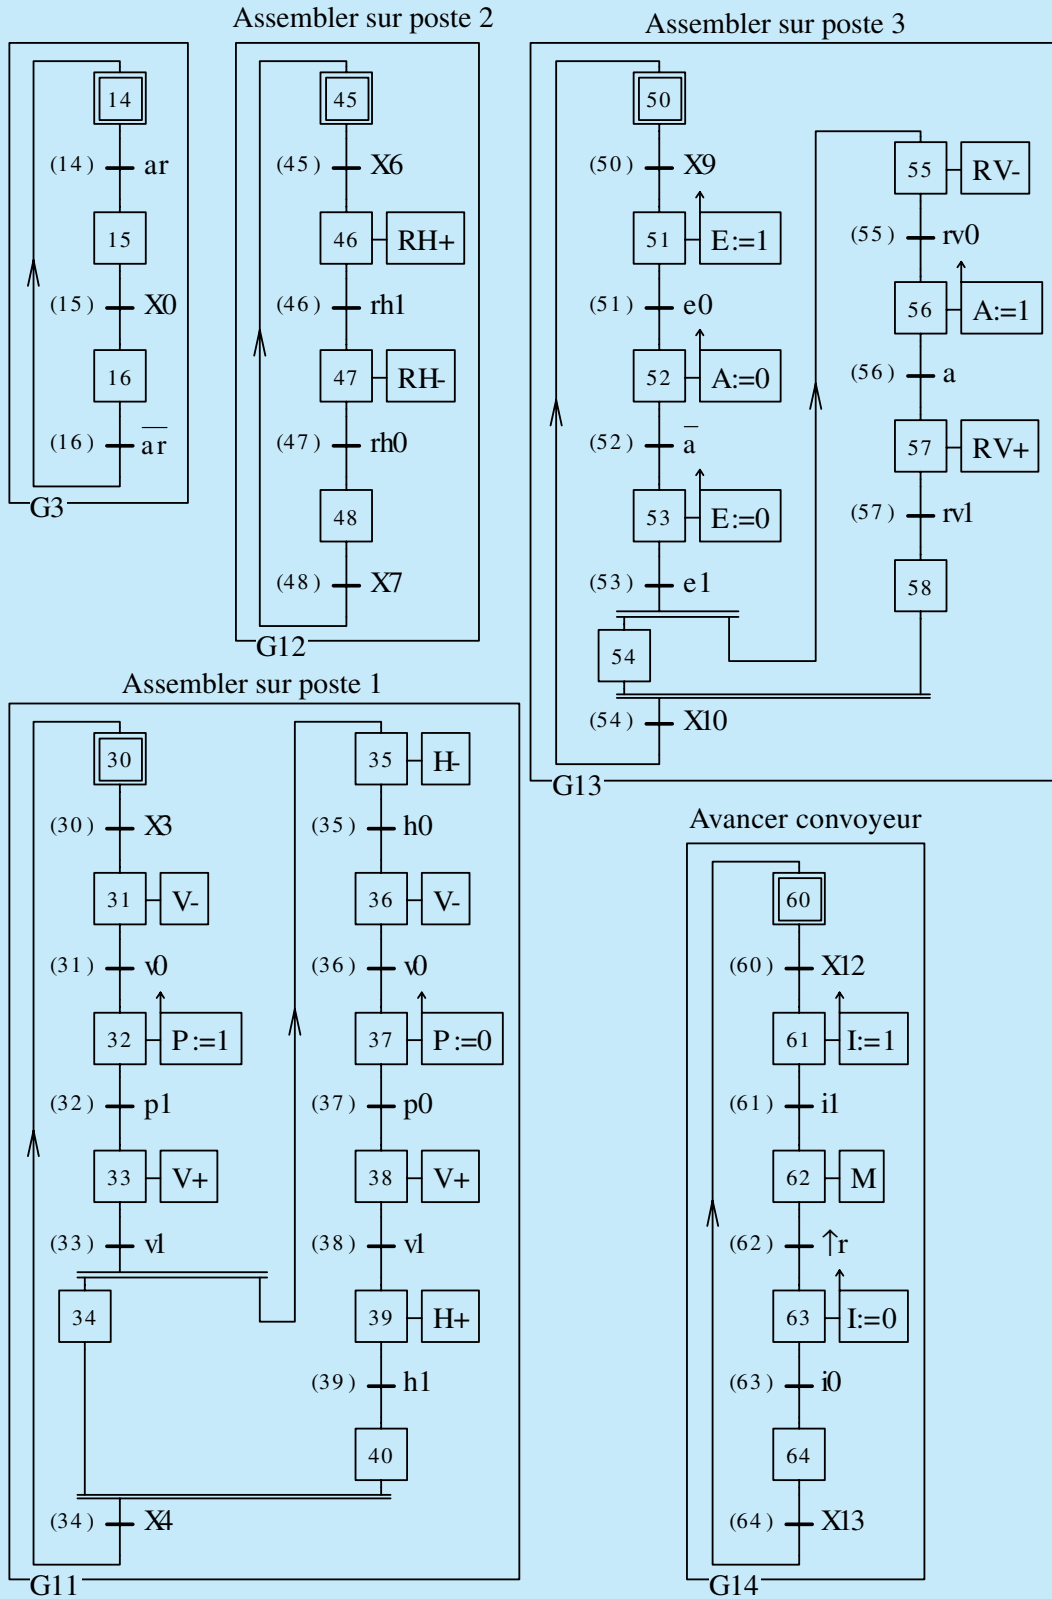 Assembler sur poste 2
Assembler sur poste 3
14
(14) ar
15
(15) X0
16
(16) a̅r̅
G3
45
(45) X6
46 RH+
(46) rh1
47 RH-
(47) rh0
48
(48) X7
G12
50
(50) X9
51 E:=1
(51) e0
52 A:=0
(52) a̅
53 E:=0
(53) e1
54
(54) X10
55 RV-
(55) rv0
56 A:=1
(56) a
57 RV+
(57) rv1
58
G13
Assembler sur poste 1
30
(30) X3
31 V-
(31) v0
32 P:=1
(32) p1
33 V+
(33) v1
34
(34) X4
35 H-
(35) h0
36 V-
(36) v0
37 P:=0
(37) p0
38 V+
(38) v1
39 H+
(39) h1
40
G11
Avancer convoyeur
60
(60) X12
61 I:=1
(61) i1
62 M
(62) ↑r
63 I:=0
(63) i0
64
(64) X13
G14